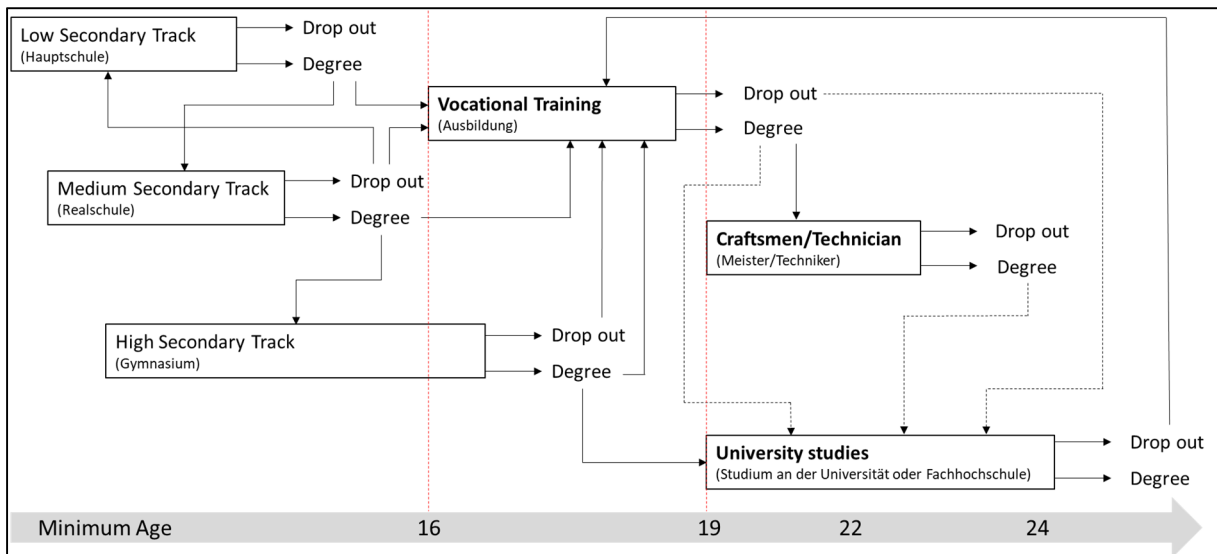 Low Secondary Track
(Hauptschule)
Drop out
Degree
Vocational Training
(Ausbildung)
Drop out
Degree
Medium Secondary Track
(Realschule)
Drop out
Degree
Craftsmen/Technician
(Meister/Techniker)
Drop out
Degree
High Secondary Track
(Gymnasium)
Drop out
Degree
University studies
(Studium an der Universität oder Fachhochschule)
Drop out
Degree
Minimum Age 16 19 22 24